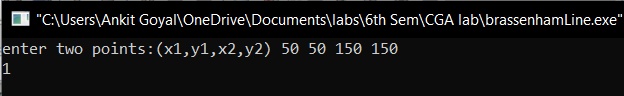 "C:\Users\Ankit Goyal\OneDrive\Documents\labs\6th Sem\CGA lab\brassenhamLine.exe"
enter two points:(x1,y1,x2,y2) 50 50 150 150
1